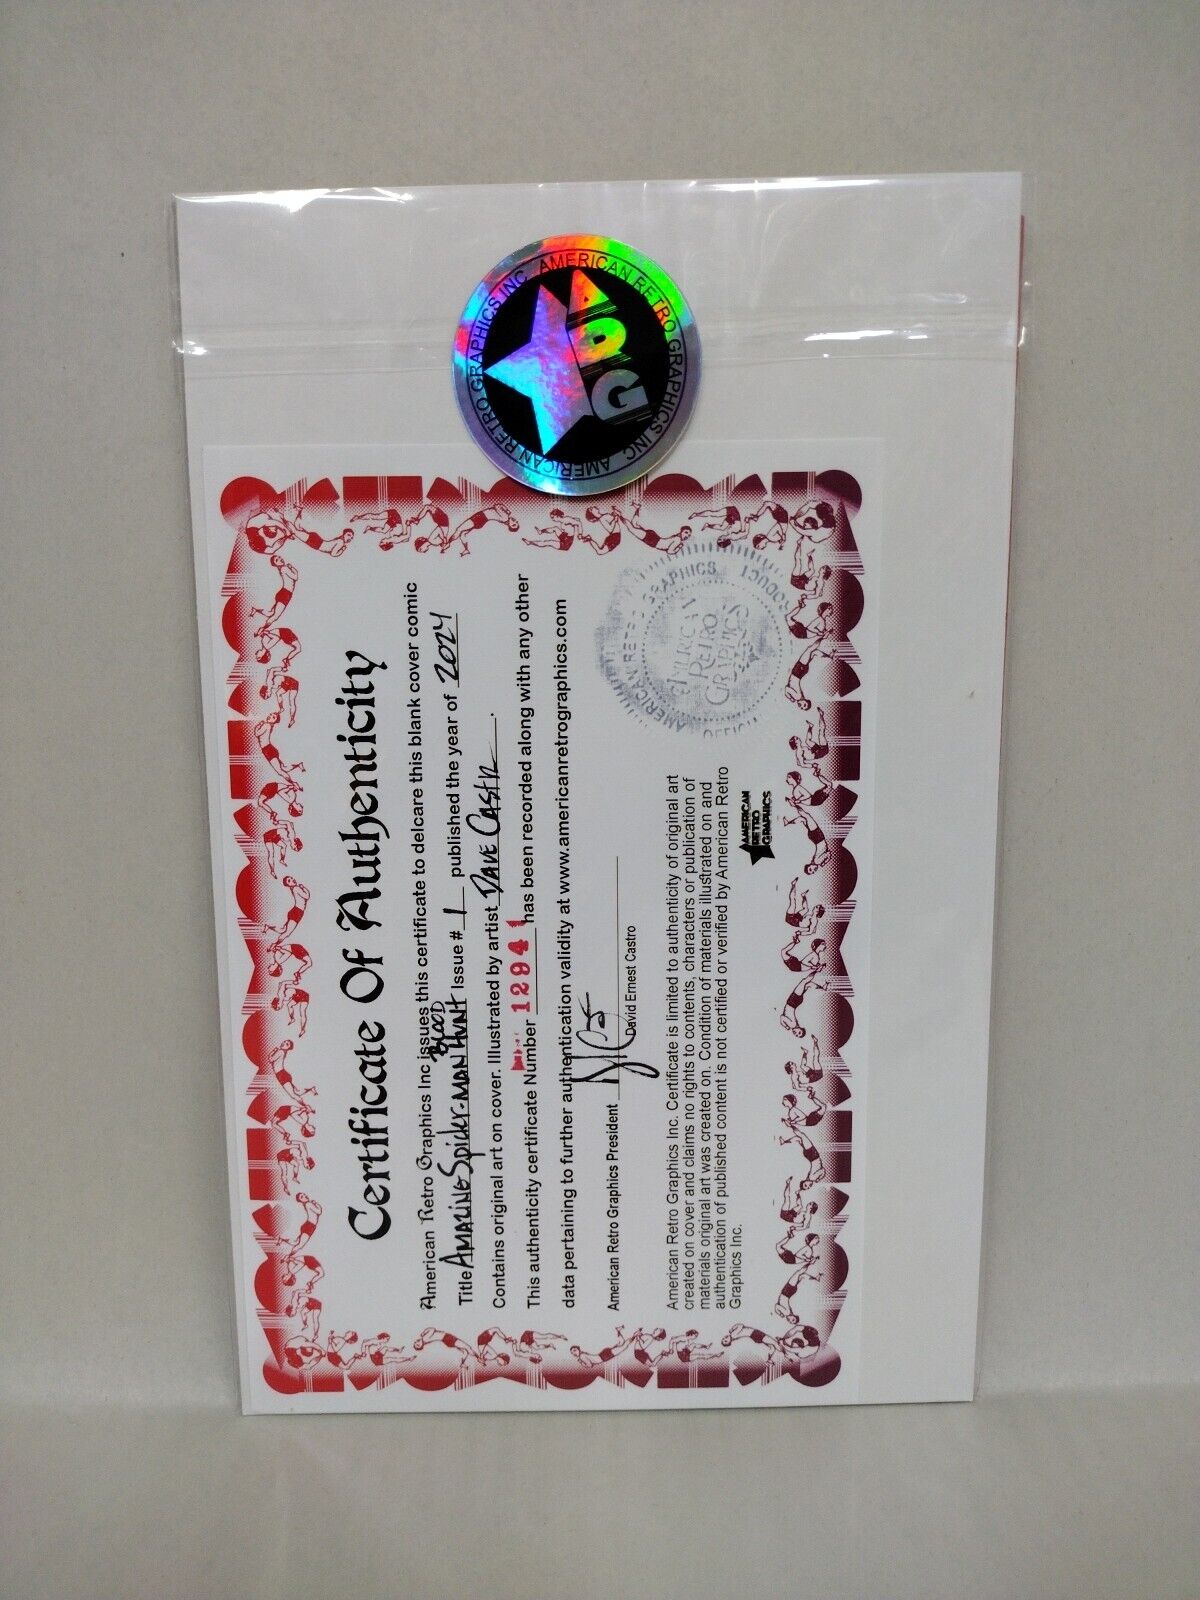 AMERICAN RETRO GRAPHICS INC. AMERICAN RETRO GRAPHICS INC.
ARG
Certificate Of Authenticity
American Retro Graphics Inc issues this certificate to delcare this blank cover comic
BLOOD
Title AMAZING Spider-MAN HUNT Issue # 1 published the year of 2024
Contains original art on cover. Illustrated by artist DAVE CASTR.
This authenticity certificate Number 12941 has been recorded along with any other
data pertaining to further authentication validity at www.americanretrographics.com
American Retro Graphics President
David Ernest Castro
AMERICAN RETRO GRAPHICS
OFFICIAL PRODUCT
AMERICAN
RETRO
GRAPHICS
American Retro Graphics Inc. Certificate is limited to authenticity of original art
created on cover and claims no rights to contents, characters or publication of
materials original art was created on. Condition of materials illustrated on and
authentication of published content is not certified or verified by American Retro
Graphics Inc.
AMERICAN
RETRO
GRAPHICS